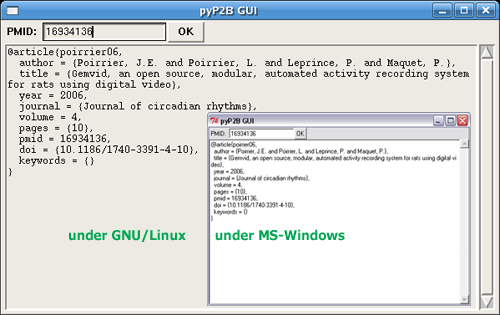 pyP2B GUI
PMID: 16934136 OK
@article{poirrier06,
author = {Poirrier, J.E. and Poirrier, L. and Leprince, P. and Maquet, P.},
title = {Gemvid, an open source, modular, automated activity recording system
for rats using digital video},
year = 2006,
journal = {Journal of circadian rhythms},
volume = 4,
pages = {10},
pmid = 16934136,
doi = {10.1186/1740-3391-4-10},
keywords = {}
}
under GNU/Linux
pyP2B GUI
PMID: 16934136 OK
@article{poirrier06,
author = {Poirier, J.E. and Poirier, L. and Leprince, P. and Maquet, P.},
title = {Gemvid, an open source, modular, automated activity recording system for rats using digital vi
deo},
year = 2006,
journal = {Journal of circadian rhythms},
volume = 4,
pages = {10},
pmid = 16934136,
doi = {10.1186/1740-3391-4-10},
keywords = {}
}
under MS-Windows